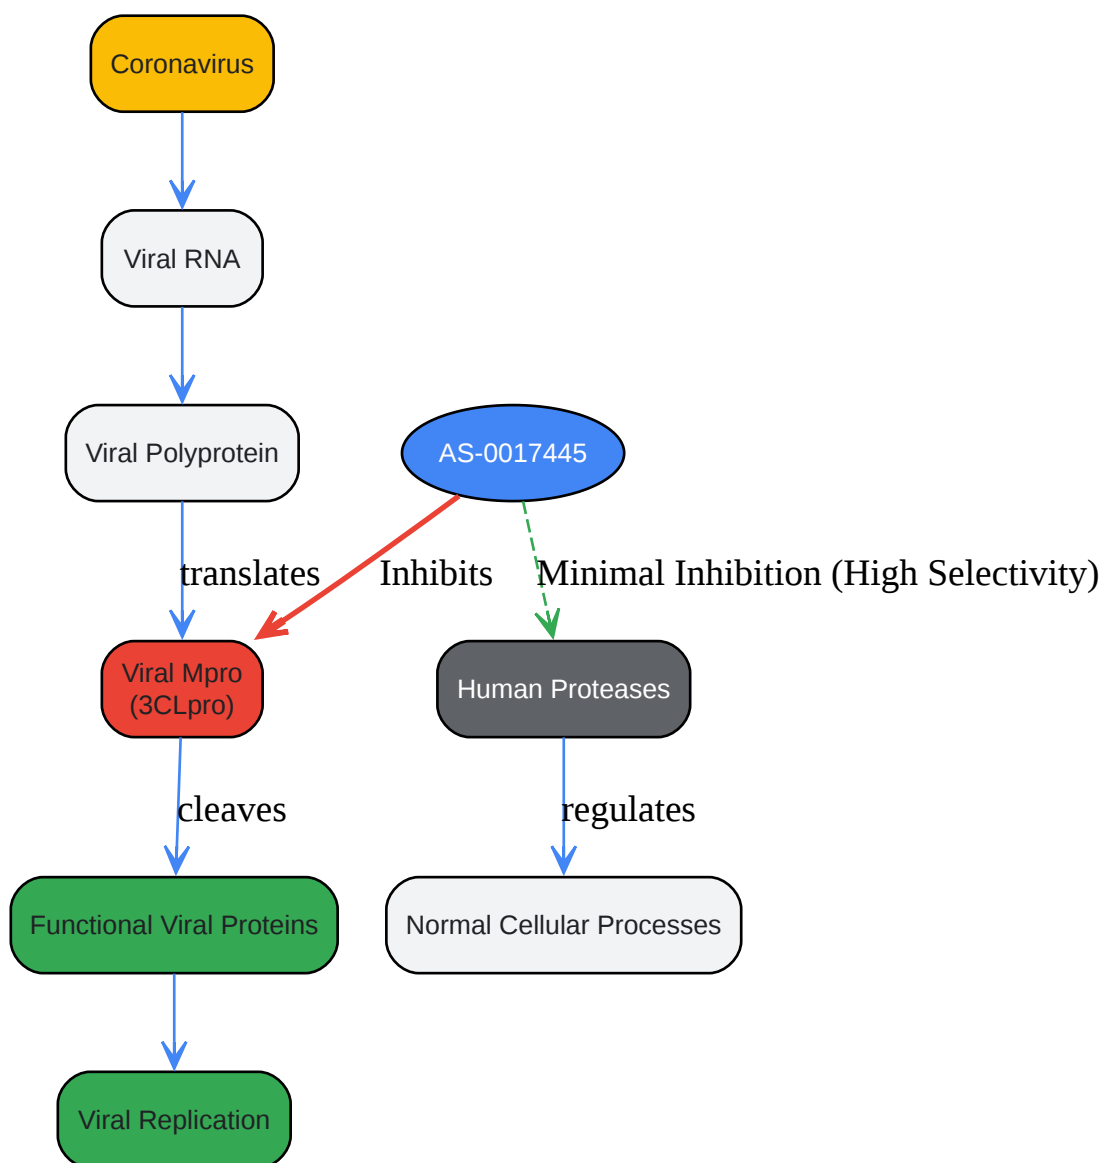 Coronavirus
Viral RNA
Viral Polyprotein
AS-0017445
translates
Inhibits
Minimal Inhibition (High Selectivity)
Viral Mpro
(3CLpro)
Human Proteases
cleaves
regulates
Functional Viral Proteins
Normal Cellular Processes
Viral Replication